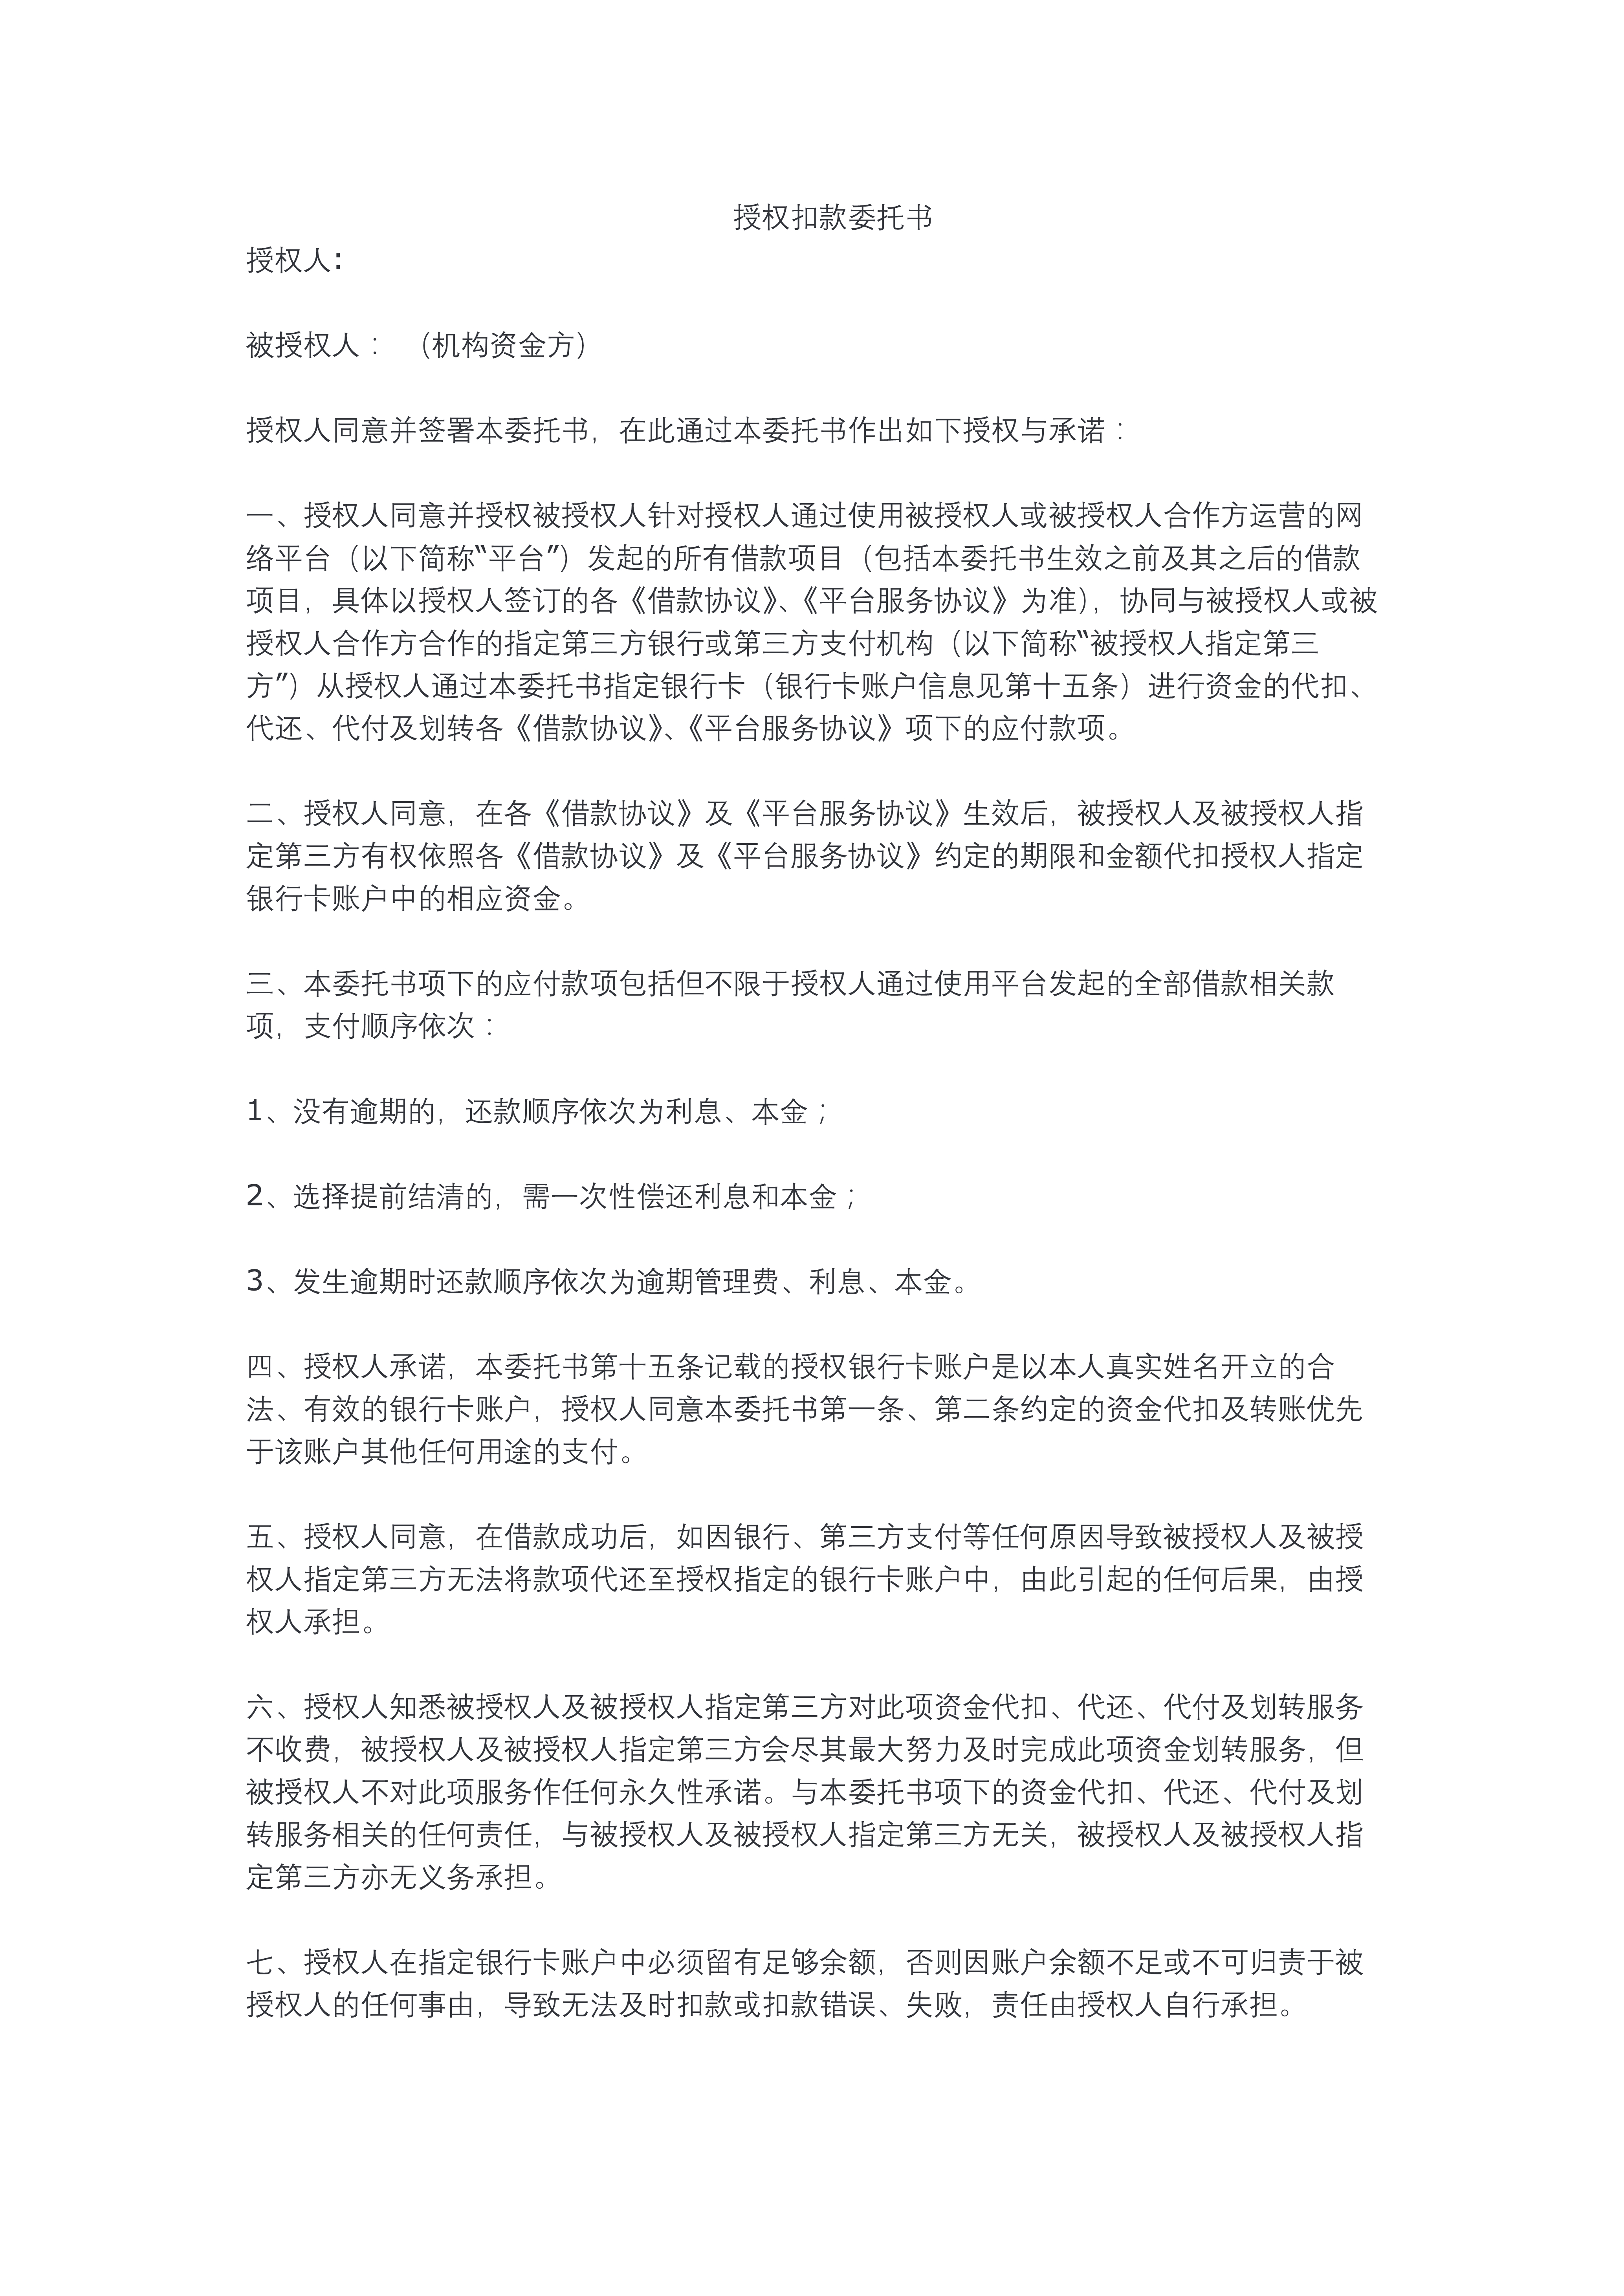 授权扣款委托书
授权人:
被授权人： （机构资金方）
授权人同意并签署本委托书，在此通过本委托书作出如下授权与承诺：
一、授权人同意并授权被授权人针对授权人通过使用被授权人或被授权人合作方运营的网
络平台（以下简称“平台”）发起的所有借款项目（包括本委托书生效之前及其之后的借款
项目，具体以授权人签订的各《借款协议》、《平台服务协议》为准），协同与被授权人或被
授权人合作方合作的指定第三方银行或第三方支付机构（以下简称“被授权人指定第三
方”）从授权人通过本委托书指定银行卡（银行卡账户信息见第十五条）进行资金的代扣、
代还、代付及划转各《借款协议》、《平台服务协议》项下的应付款项。
二、授权人同意，在各《借款协议》及《平台服务协议》生效后，被授权人及被授权人指
定第三方有权依照各《借款协议》及《平台服务协议》约定的期限和金额代扣授权人指定
银行卡账户中的相应资金。
三、本委托书项下的应付款项包括但不限于授权人通过使用平台发起的全部借款相关款
项，支付顺序依次：
1、没有逾期的，还款顺序依次为利息、本金；
2、选择提前结清的，需一次性偿还利息和本金；
3、发生逾期时还款顺序依次为逾期管理费、利息、本金。
四、授权人承诺，本委托书第十五条记载的授权银行卡账户是以本人真实姓名开立的合
法、有效的银行卡账户，授权人同意本委托书第一条、第二条约定的资金代扣及转账优先
于该账户其他任何用途的支付。
五、授权人同意，在借款成功后，如因银行、第三方支付等任何原因导致被授权人及被授
权人指定第三方无法将款项代还至授权指定的银行卡账户中，由此引起的任何后果，由授
权人承担。
六、授权人知悉被授权人及被授权人指定第三方对此项资金代扣、代还、代付及划转服务
不收费，被授权人及被授权人指定第三方会尽其最大努力及时完成此项资金划转服务，但
被授权人不对此项服务作任何永久性承诺。与本委托书项下的资金代扣、代还、代付及划
转服务相关的任何责任，与被授权人及被授权人指定第三方无关，被授权人及被授权人指
定第三方亦无义务承担。
七、授权人在指定银行卡账户中必须留有足够余额，否则因账户余额不足或不可归责于被
授权人的任何事由，导致无法及时扣款或扣款错误、失败，责任由授权人自行承担。